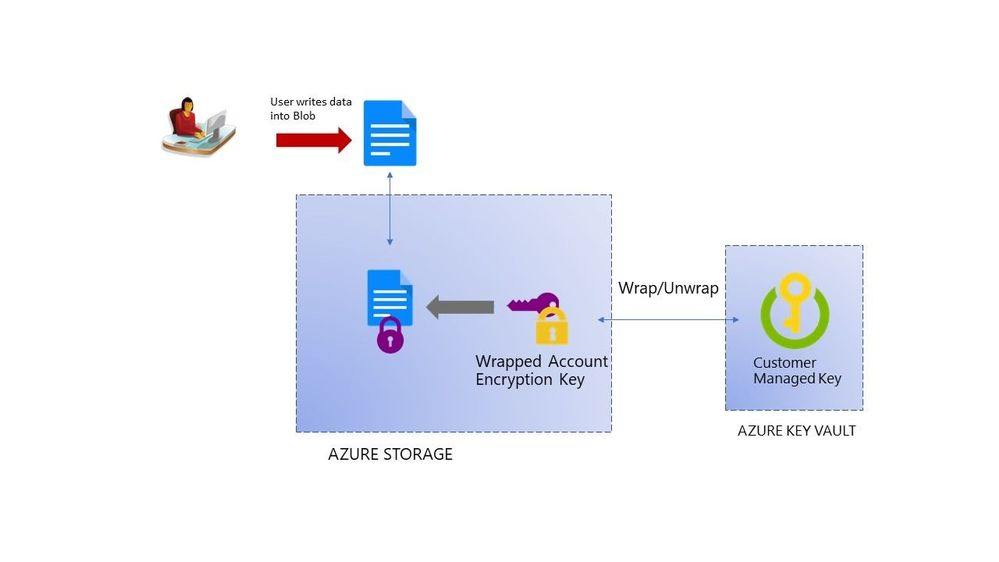 User writes data
into Blob
Wrap/Unwrap
Wrapped Account
Encryption Key
Customer
Managed Key
AZURE KEY VAULT
AZURE STORAGE